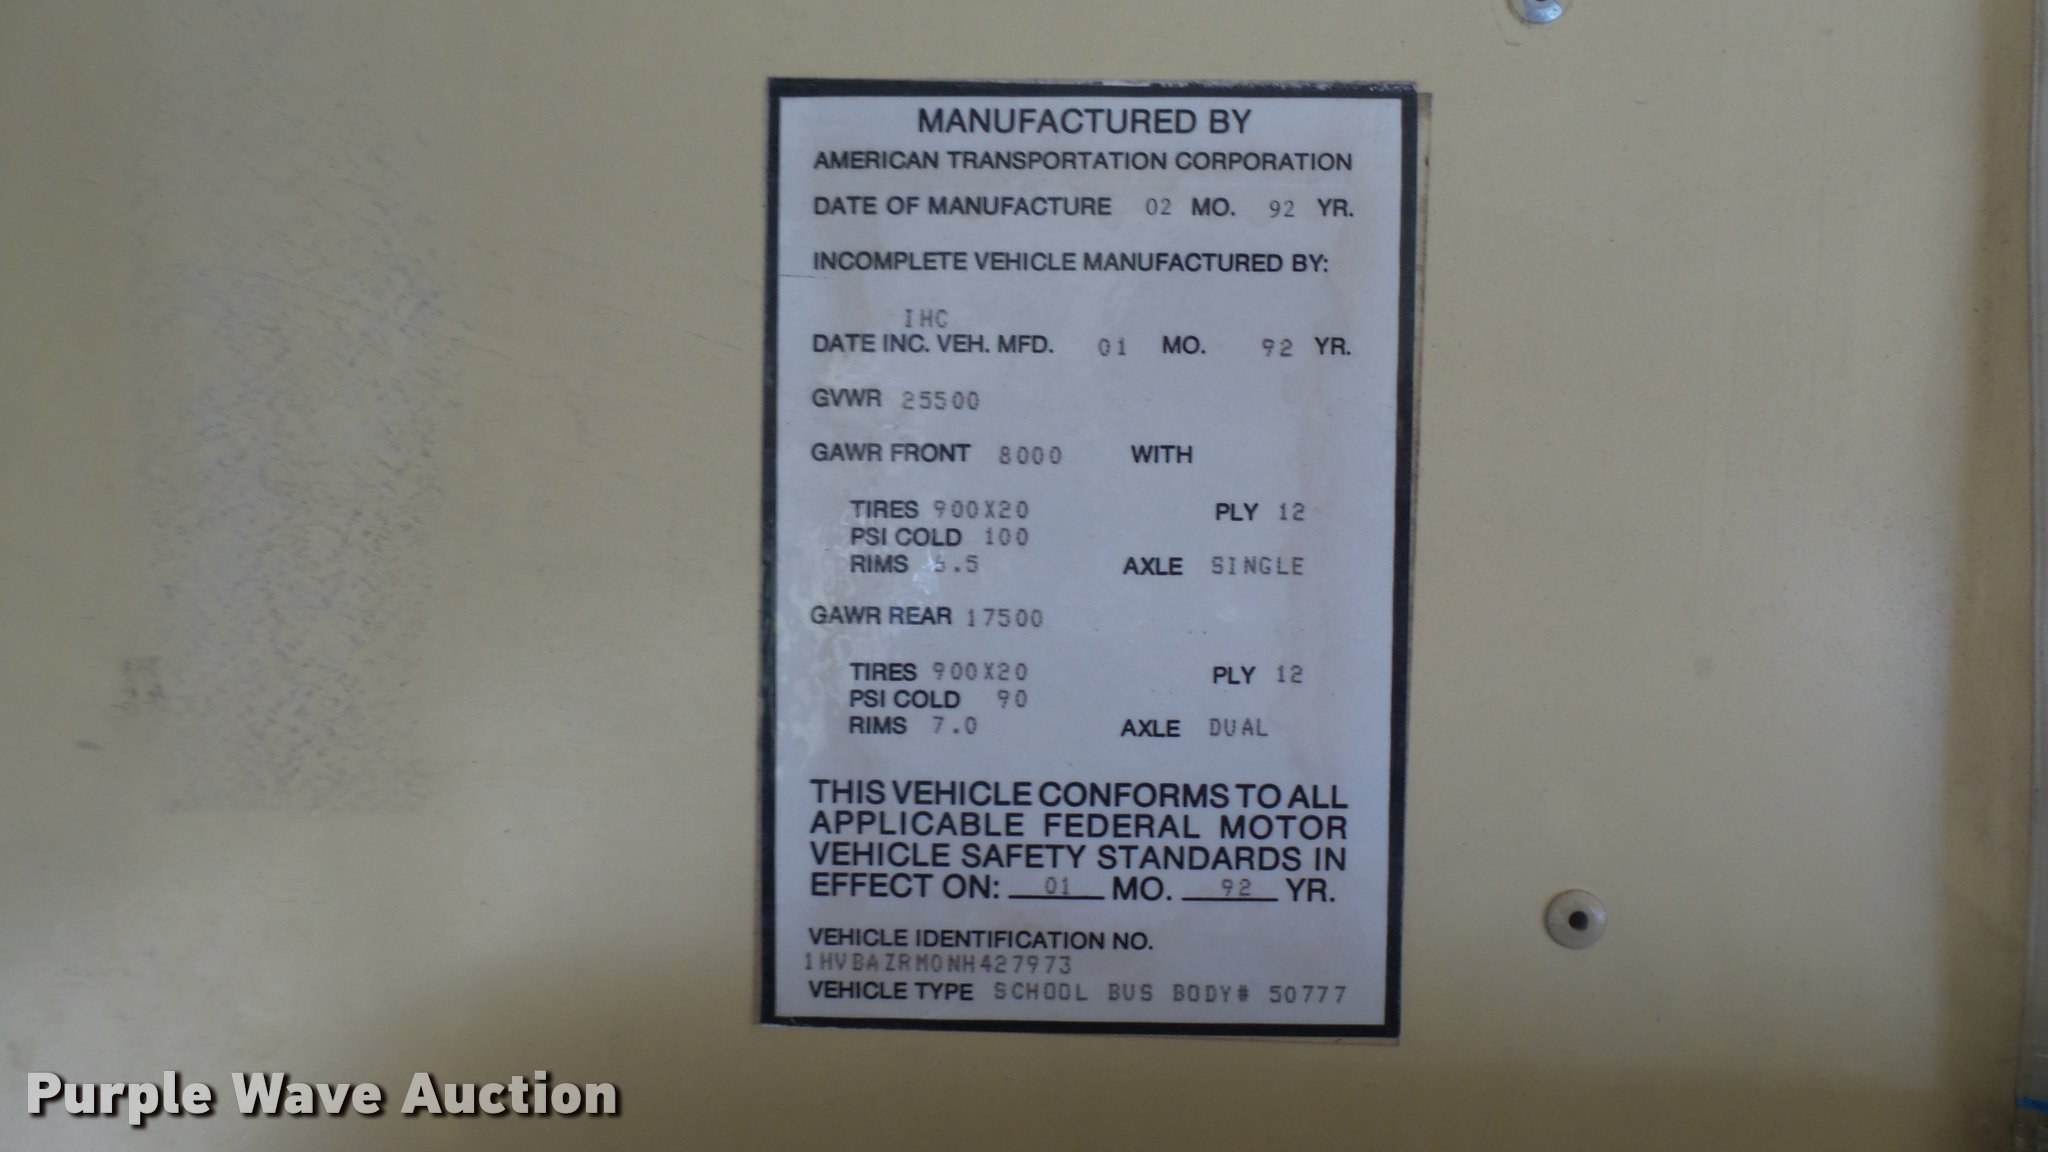 MANUFACTURED BY
AMERICAN TRANSPORTATION CORPORATION
DATE OF MANUFACTURE 02 MO. 92 YR.
INCOMPLETE VEHICLE MANUFACTURED BY:
IHC
DATE INC. VEH. MFD. 01 MO. 92 YR.
GVWR 25500
GAWR FRONT 8000 WITH
TIRES 900X20 PLY 12
PSI COLD 100
RIMS AXLE SINGLE
GAWR REAR 17500
TIRES 900X20 PLY 12
PSI COLD 90
RIMS 7.0 AXLE DUAL
THIS VEHICLE CONFORMS TO ALL
APPLICABLE FEDERAL MOTOR
VEHICLE SAFETY STANDARDS IN
EFFECT ON: 01 MO. 92 YR.
VEHICLE IDENTIFICATION NO.
1HVBAZRM0NH427973
VEHICLE TYPE SCHOOL BUS BODY# 50777
Purple Wave Auction